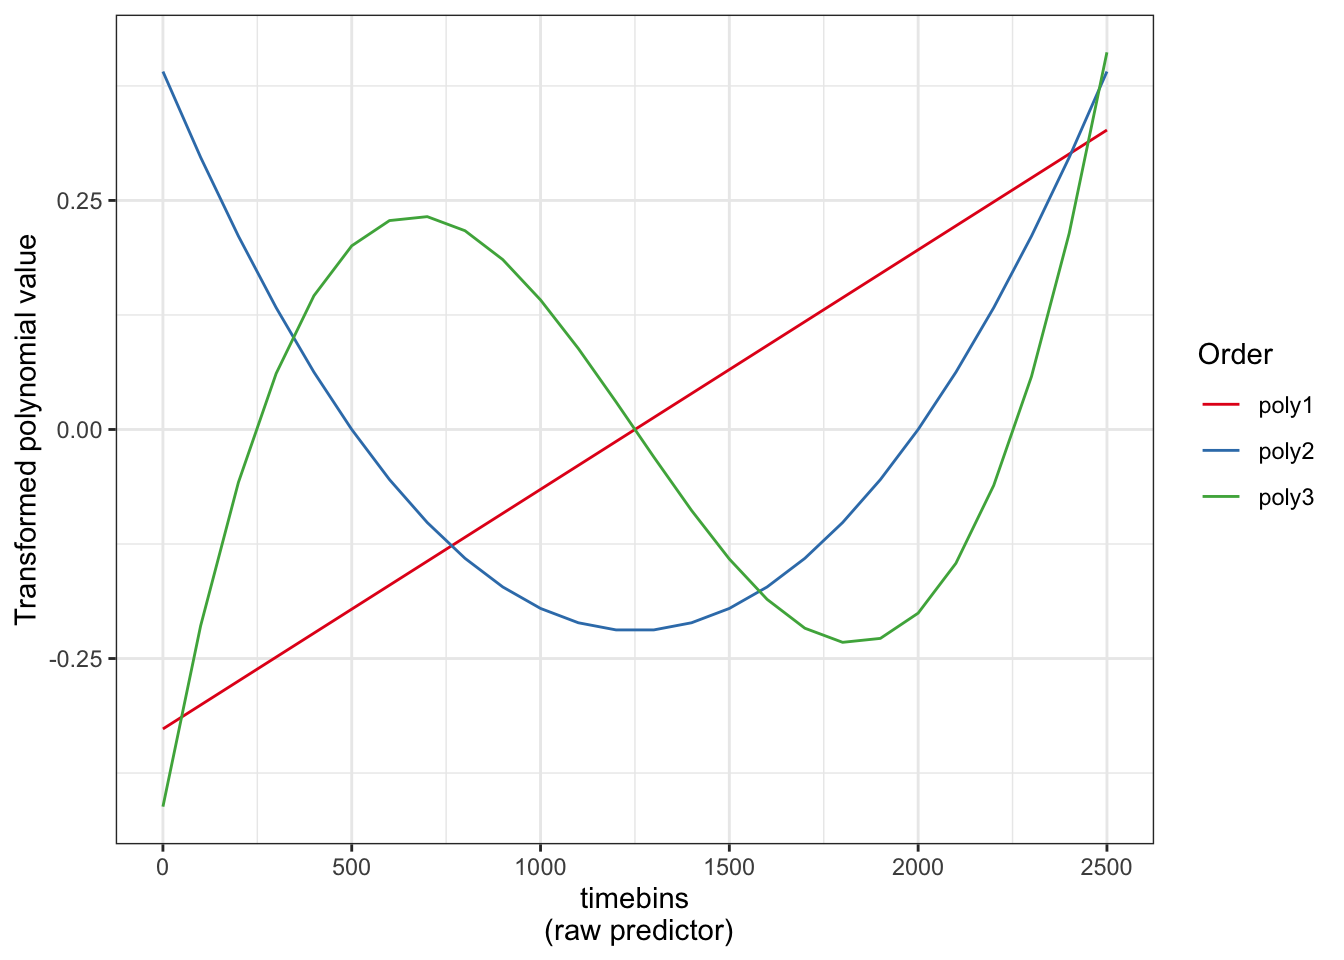 Transformed polynomial value
0.25
0.00
-0.25
0
500
1000
1500
2000
2500
timebins
(raw predictor)
Order
poly1
poly2
poly3